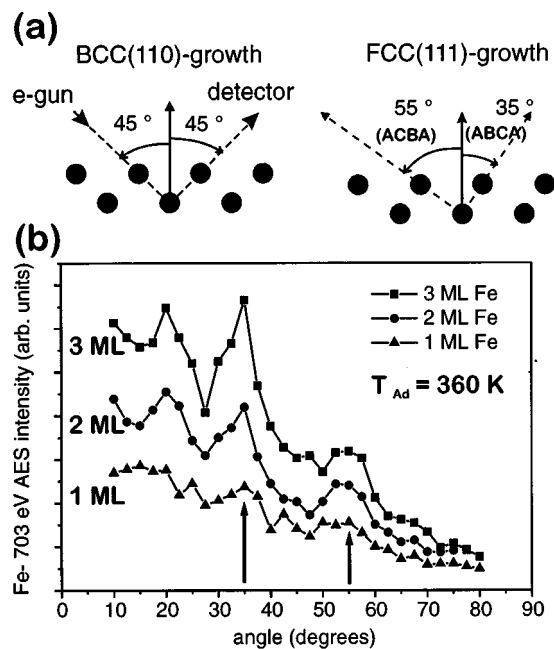 (a)
BCC(110)-growth
FCC(111)-growth
e-gun
45 °
45 °
detector
55 °
(ACBA)
35 °
(ABCA)
(b)
Fe- 703 eV AES intensity (arb. units)
3 ML Fe
2 ML Fe
1 ML Fe
T Ad = 360 K
3 ML
2 ML
1 ML
0 10 20 30 40 50 60 70 80 90
angle (degrees)